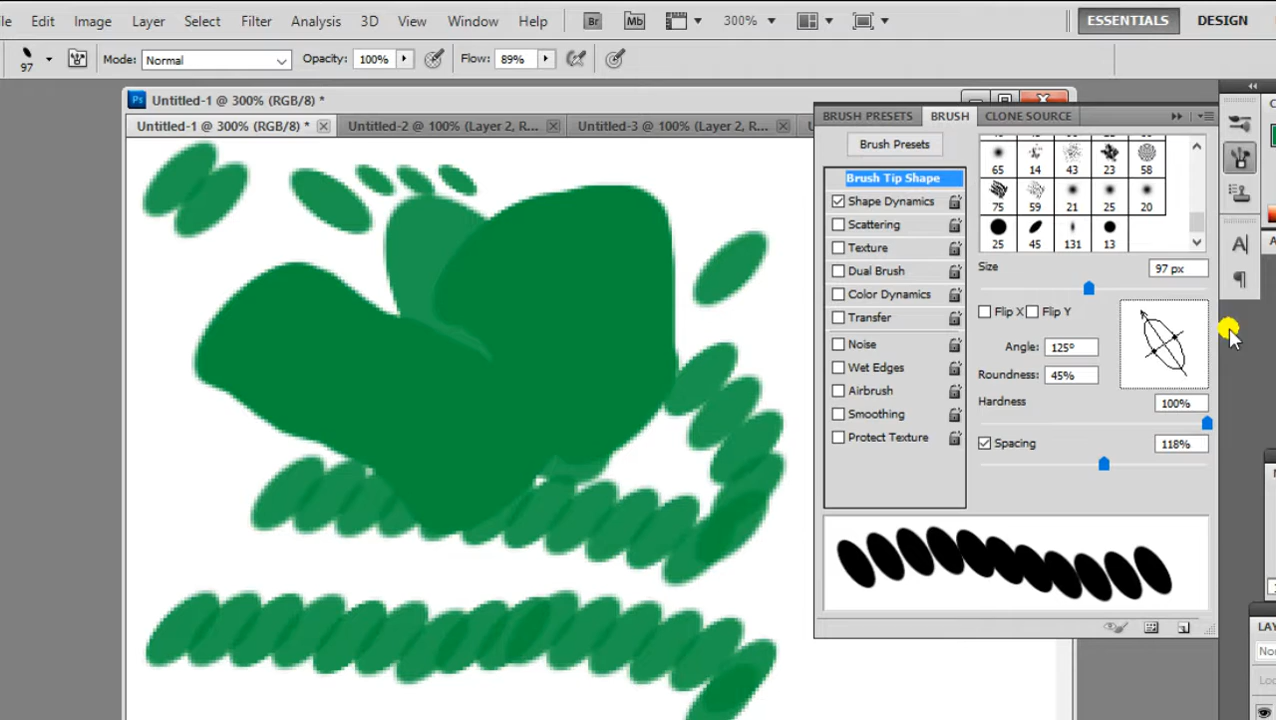 Edit Image Layer Select Filter Analysis 3D View Window Help Br Mb 300% ESSENTIALS DESIGN
97 Mode: Normal Opacity: 100% Flow: 89%
Untitled-1 @ 300% (RGB/8) *
Untitled-1 @ 300% (RGB/8) * Untitled-2 @ 100% (Layer 2, R... Untitled-3 @ 100% (Layer 2, R...
BRUSH PRESETS BRUSH CLONE SOURCE
Brush Presets
Brush Tip Shape
Shape Dynamics
Scattering
Texture
Dual Brush
Color Dynamics
Transfer
Noise
Wet Edges
Airbrush
Smoothing
Protect Texture
65 14 43 23 58
75 59 21 25 20
25 45 131 13
Size 97 px
Flip X Flip Y
Angle: 125º
Roundness: 45%
Hardness 100%
Spacing 118%